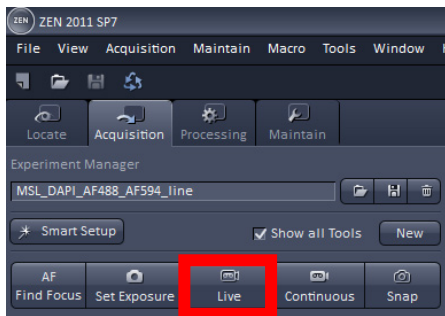 ZEN ZEN 2011 SP7
File View Acquisition Maintain Macro Tools Window
Locate Acquisition Processing Maintain
Experiment Manager
MSL_DAPI_AF488_AF594_line
Smart Setup Show all Tools New
AF
Find Focus Set Exposure Live Continuous Snap